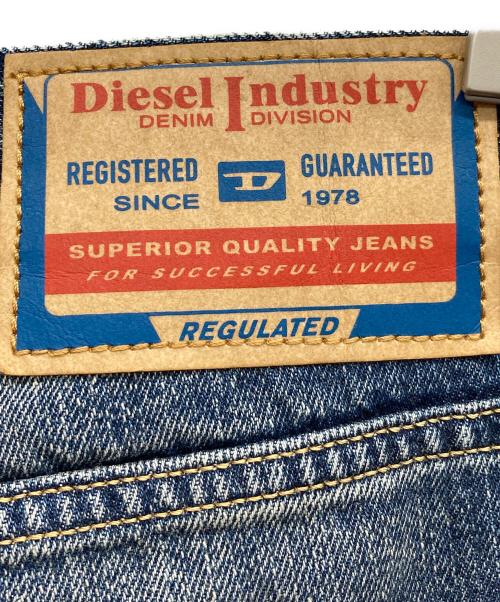 Diesel Industry
DENIM DIVISION
REGISTERED D GUARANTEED
SINCE 1978
SUPERIOR QUALITY JEANS
FOR SUCCESSFUL LIVING
REGULATED